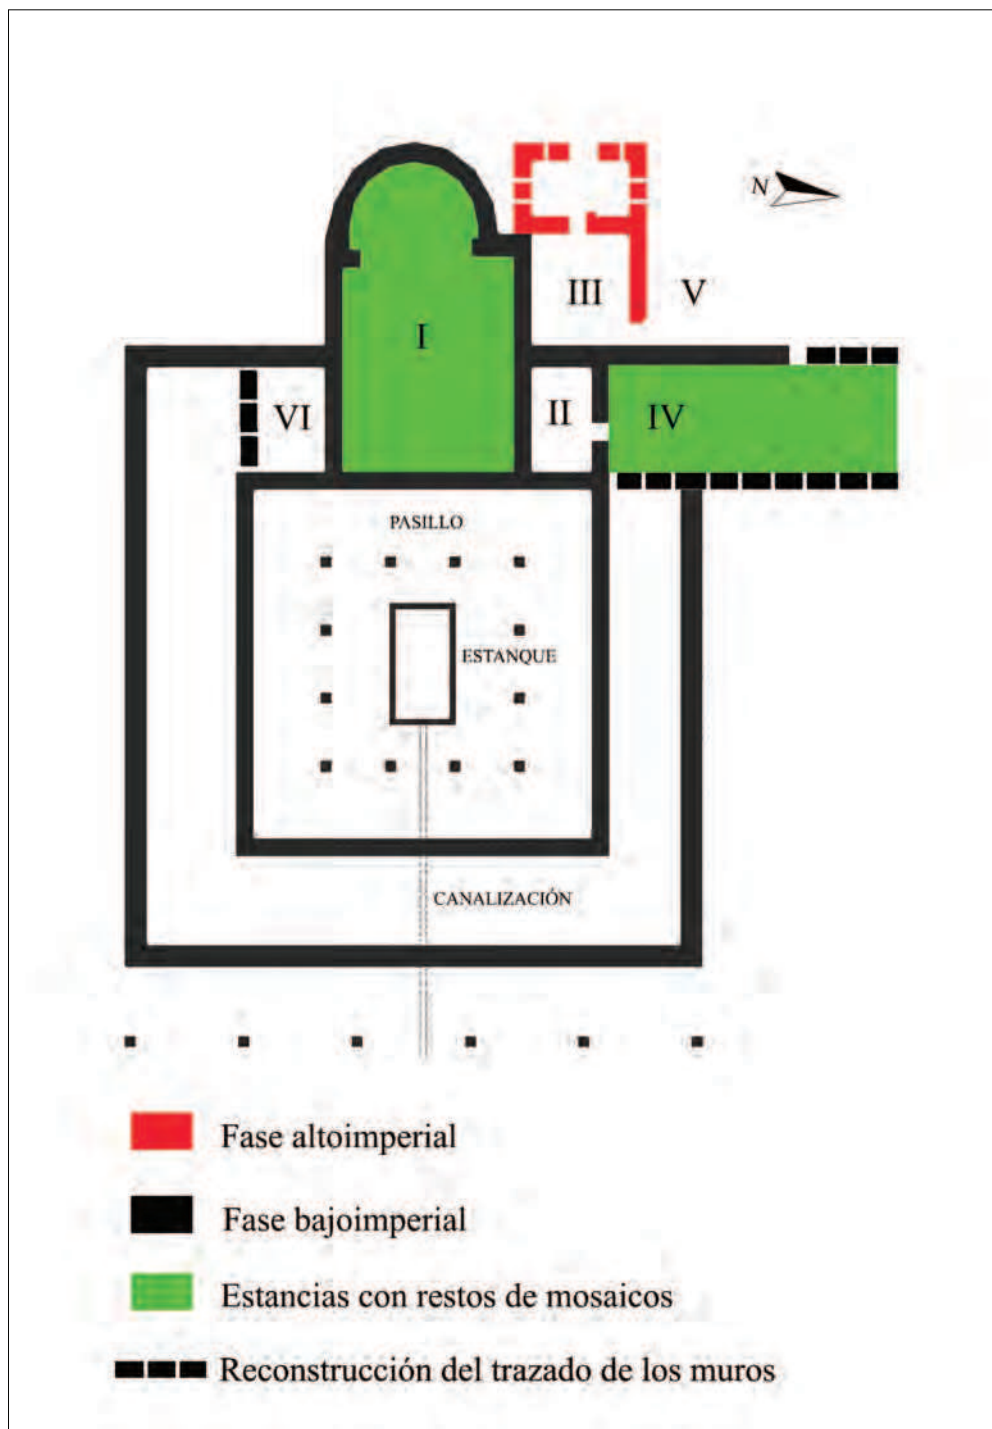 N
III
V
I
VI
II
IV
PASILLO
ESTANQUE
CANALIZACIÓN
Fase altoimperial
Fase bajoimperial
Estancias con restos de mosaicos
Reconstrucción del trazado de los muros